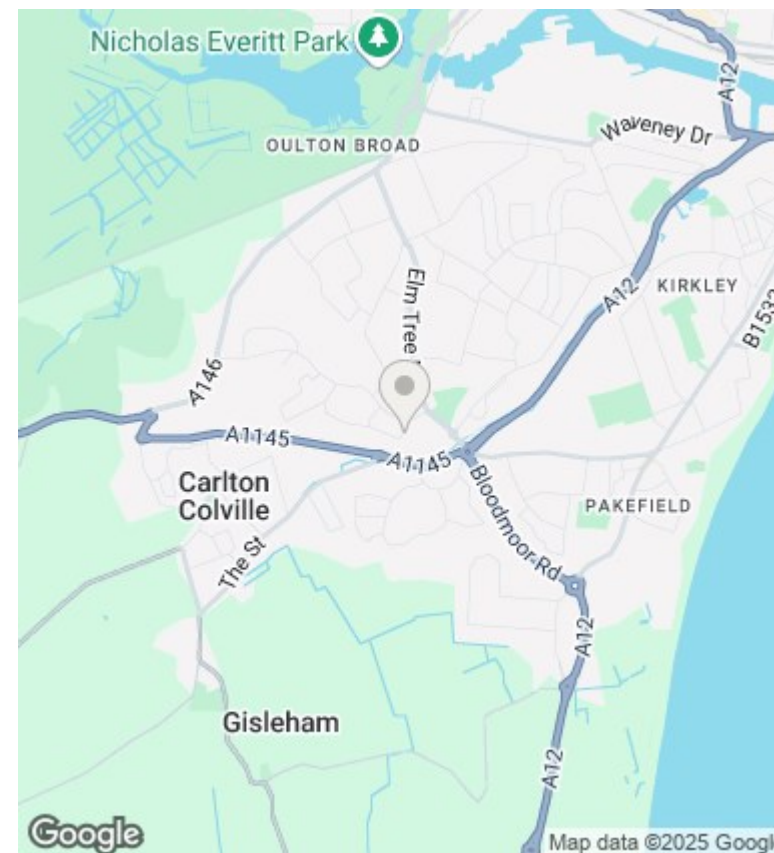 Nicholas Everitt Park
A12
Waveney Dr
OULTON BROAD
Elm Tree
A12
KIRKLEY
B1532
A146
A1145
A1145
Carlton
Colville
Bloodmoor Rd
PAKEFIELD
The St
A12
Gisleham
A12
Google
Map data ©2025 Google